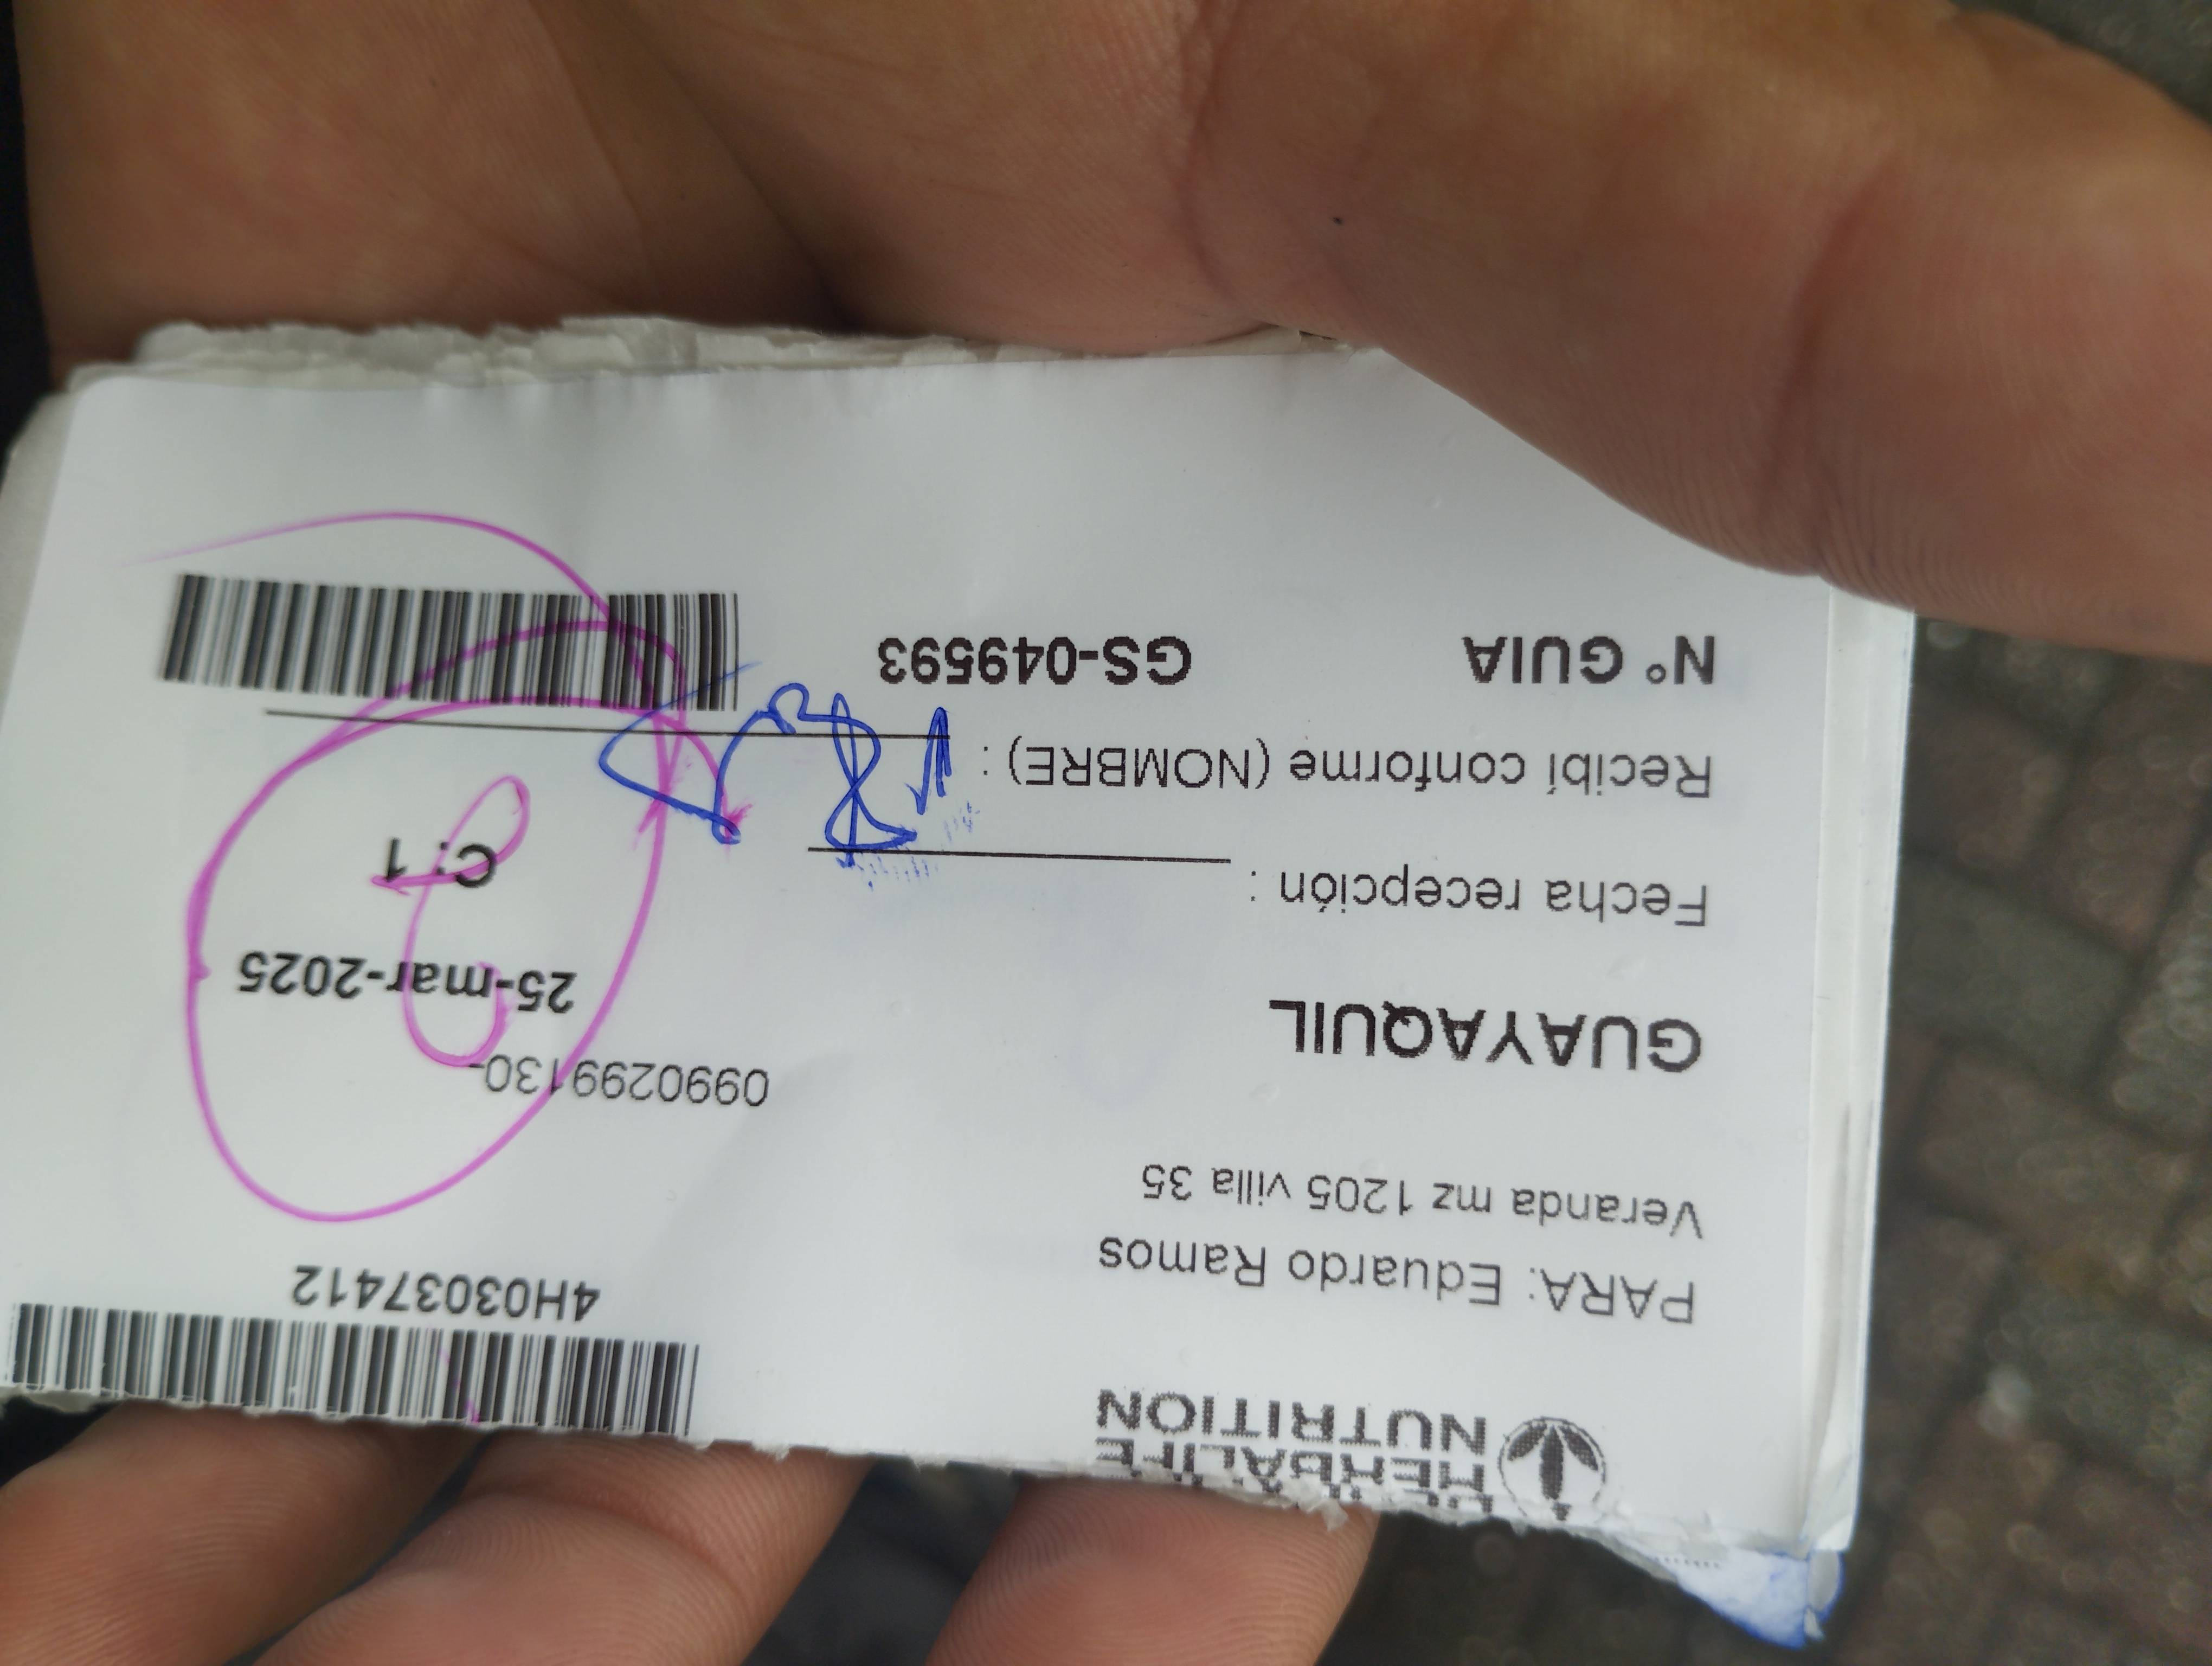 HERBALIFE
NUTRITION
4H03037412
PARA: Eduardo Ramos
Veranda mz 1205 villa 35
0990299130-
GUAYAQUIL
25-mar-2025
Fecha recepción :
C: 1
Recibí conforme (NOMBRE) :
N° GUIA GS-049593